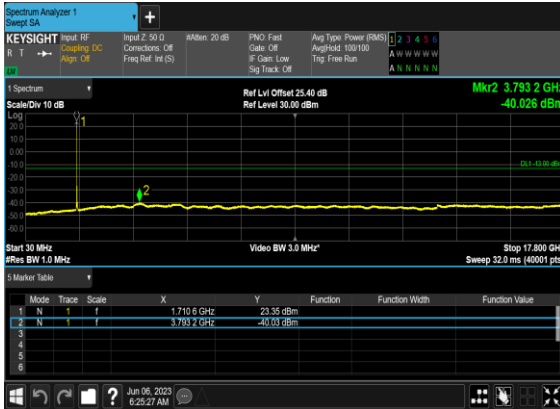 Spectrum Analyzer 1
Swept SA
+
KEYSIGHT Input: RF Input Z: 50 Ω #Atten: 20 dB PNO: Fast Avg Type: Power (RMS) 1 2 3 4 5 6
R T Coupling: DC Corrections: Off Gate: Off Avg|Hold: 100/100 A W W W W W
Align: Off Freq Ref: Int (S) IF Gain: Low Trig: Free Run
Sig Track: Off A N N N N N
1 Spectrum Ref Lvl Offset 25.40 dB Mkr2 3.793 2 GHz
Scale/Div 10 dB Ref Level 30.00 dBm -40.026 dBm
Log
20.0
10.0
0.00
-10.0
-20.0
-30.0
-40.0
-50.0
-60.0
1
DL1 -13.00 dBm
2
Start 30 MHz Video BW 3.0 MHz* Stop 17.800 GHz
#Res BW 1.0 MHz Sweep 32.0 ms (40001 pts)
5 Marker Table
Mode Trace Scale X Y Function Function Width Function Value
1 N 1 f 1.710 6 GHz 23.35 dBm
2 N 1 f 3.793 2 GHz -40.03 dBm
3
4
5
6
? Jun 06, 2023
6:25:27 AM